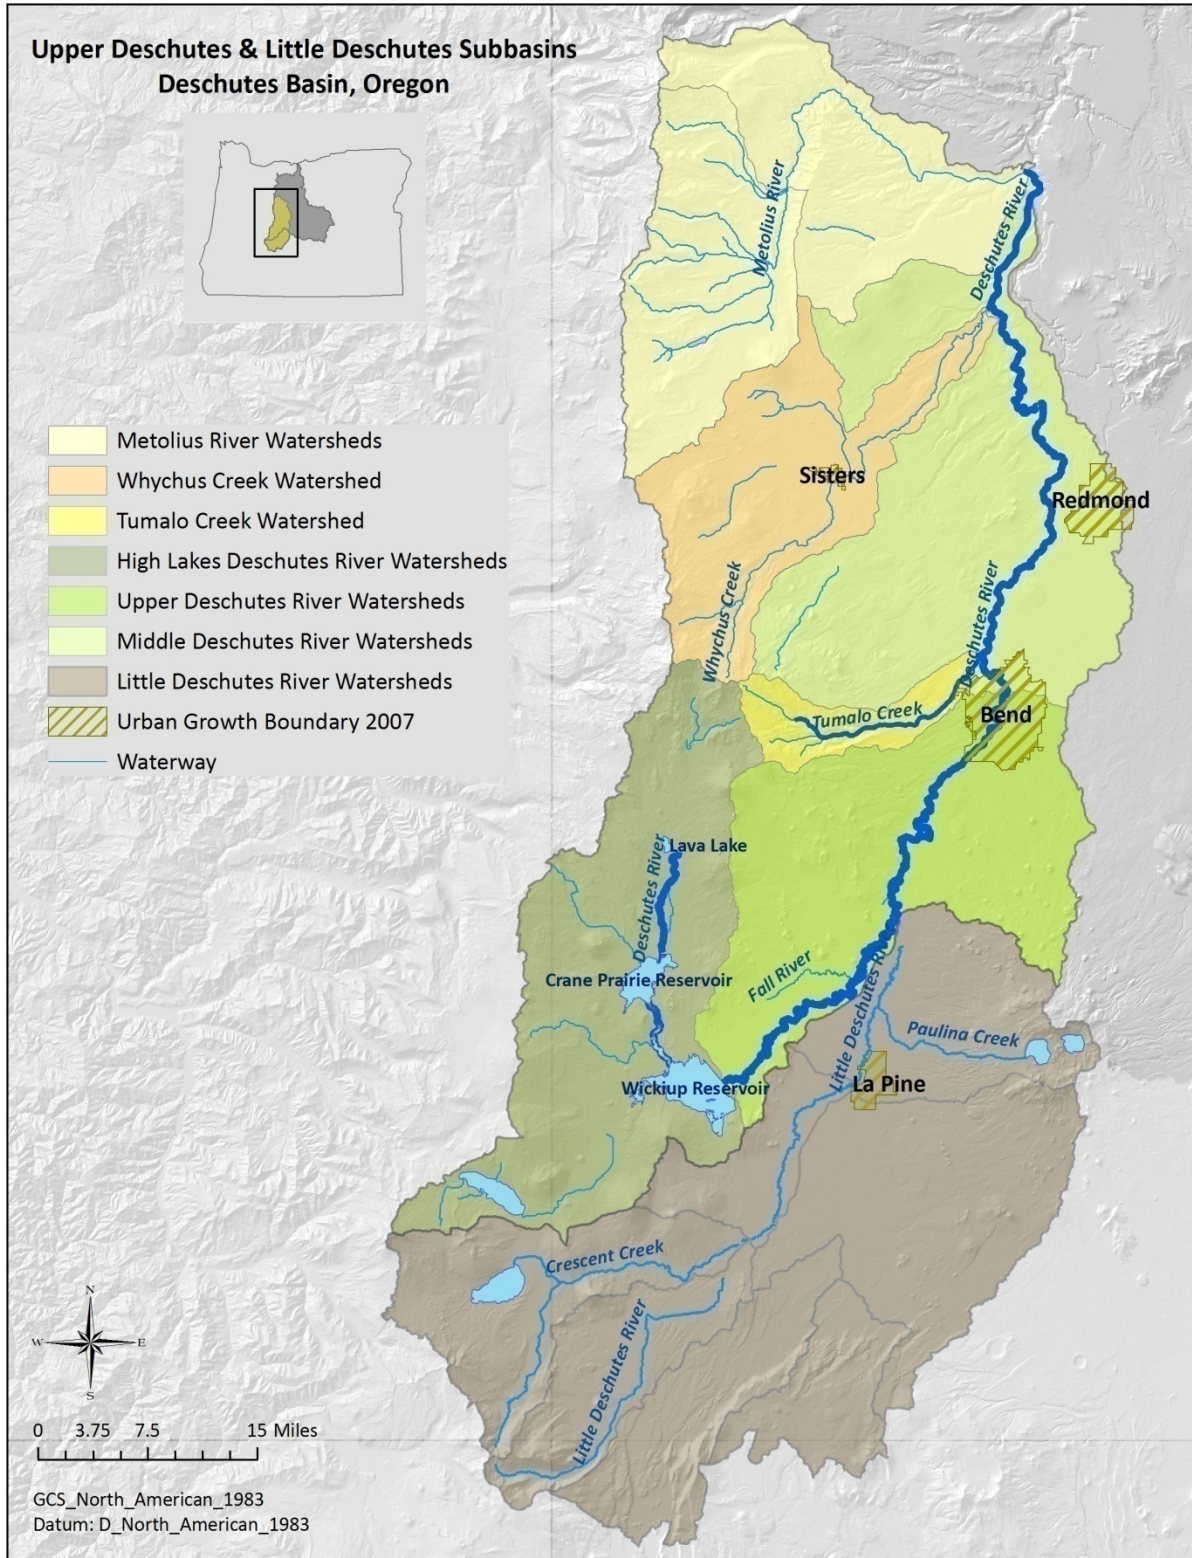 Upper Deschutes & Little Deschutes Subbasins
Deschutes Basin, Oregon
Metolius River
Deschutes River
Metolius River Watersheds
Whychus Creek Watershed
Tumalo Creek Watershed
High Lakes Deschutes River Watersheds
Upper Deschutes River Watersheds
Middle Deschutes River Watersheds
Little Deschutes River Watersheds
Urban Growth Boundary 2007
Waterway
Sisters
Redmond
Whychus Creek
Deschutes River
Tumalo Creek
Bend
Lava Lake
Deschutes River
Crane Prairie Reservoir
Fall River
Little Deschutes River
Paulina Creek
Wickiup Reservoir
La Pine
Crescent Creek
Little Deschutes River
N
W
E
S
0 3.75 7.5 15 Miles
GCS_North_American_1983
Datum: D_North_American_1983